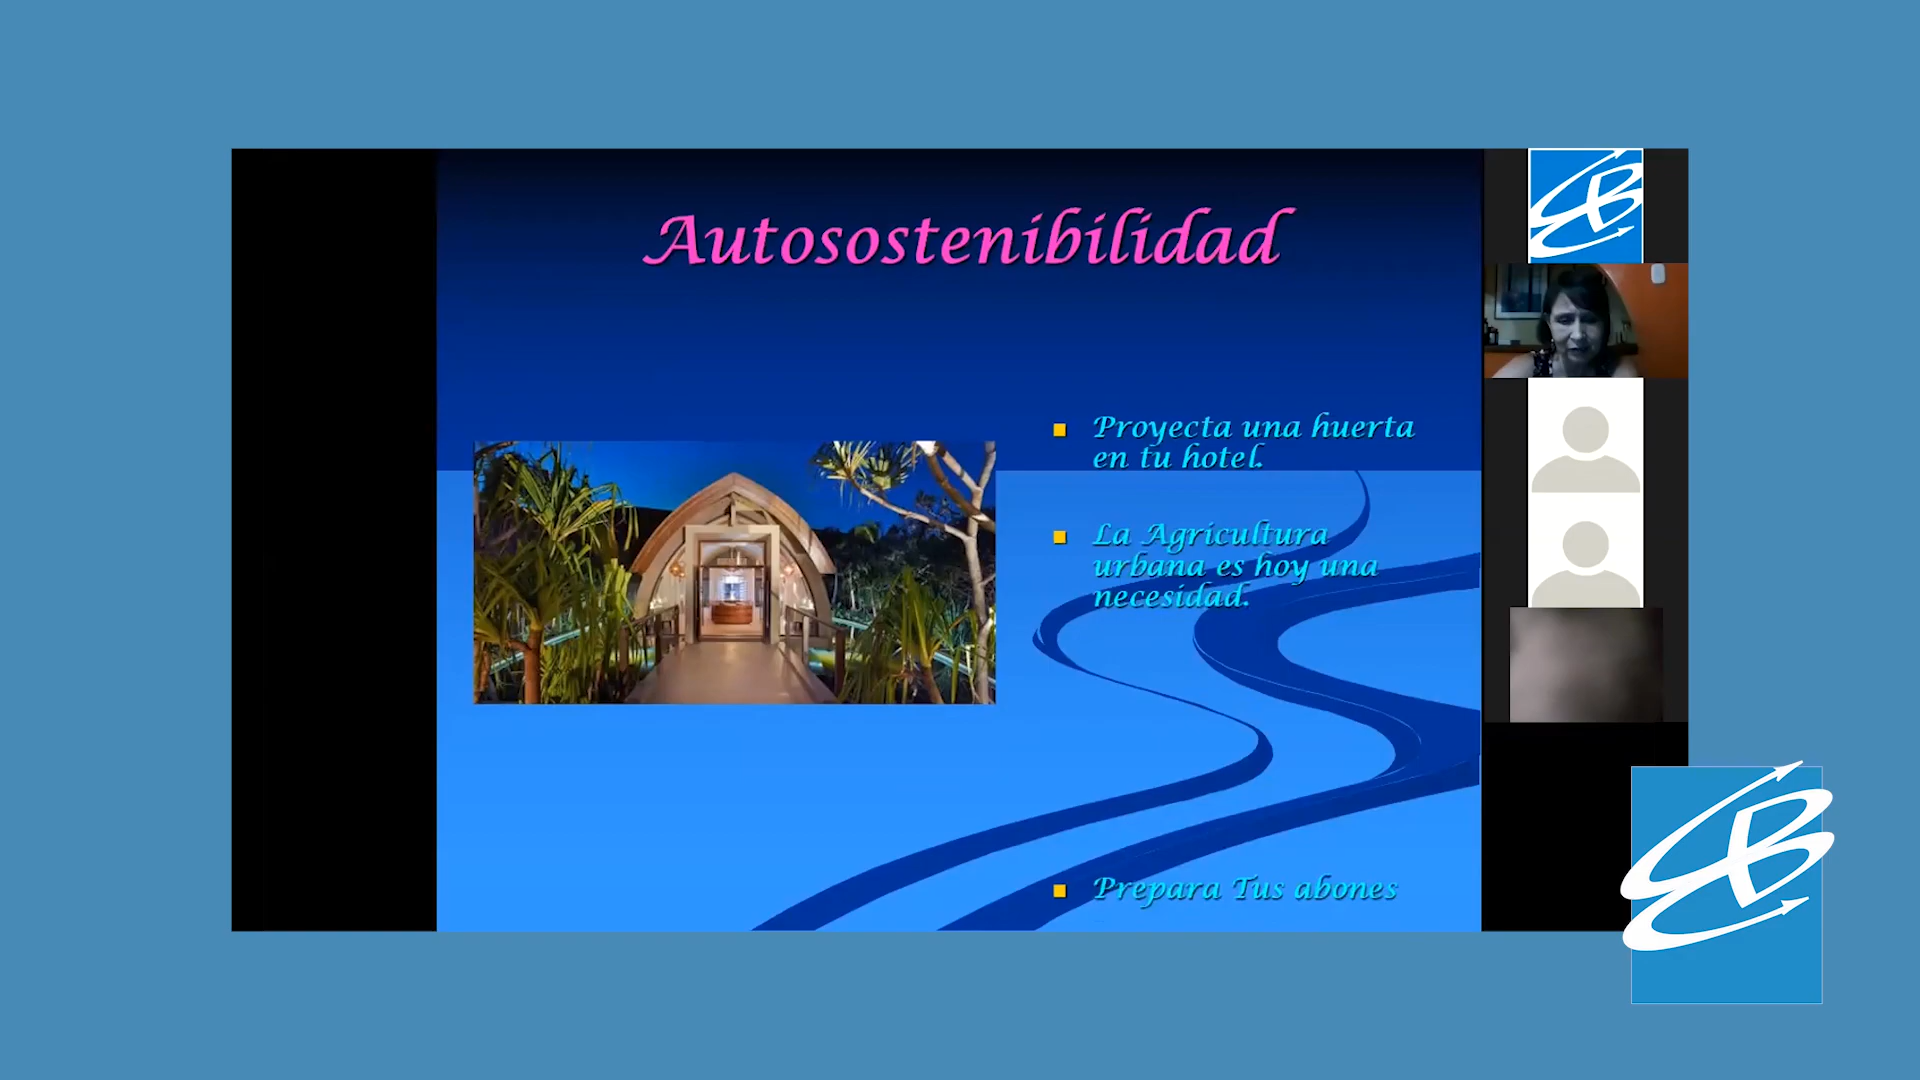 Autosostenibilidad
Proyecta una huerta
en tu hotel.
La Agricultura
urbana es hoy una
necesidad.
Prepara Tus abones